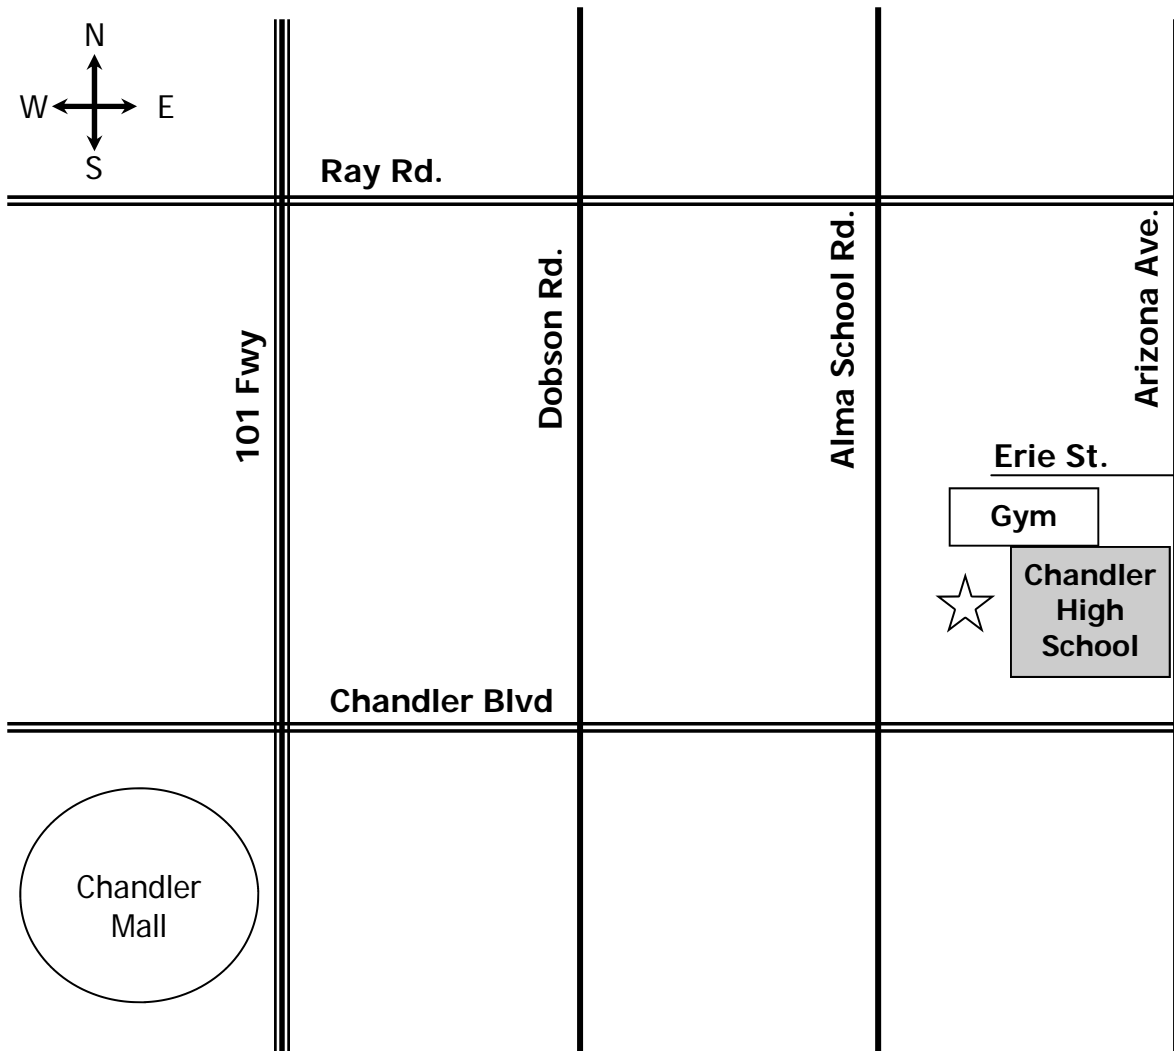 N
W E
S
Ray Rd.
101 Fwy
Dobson Rd.
Alma School Rd.
Arizona Ave.
Erie St.
Gym
Chandler
High
School
Chandler Blvd
Chandler
Mall